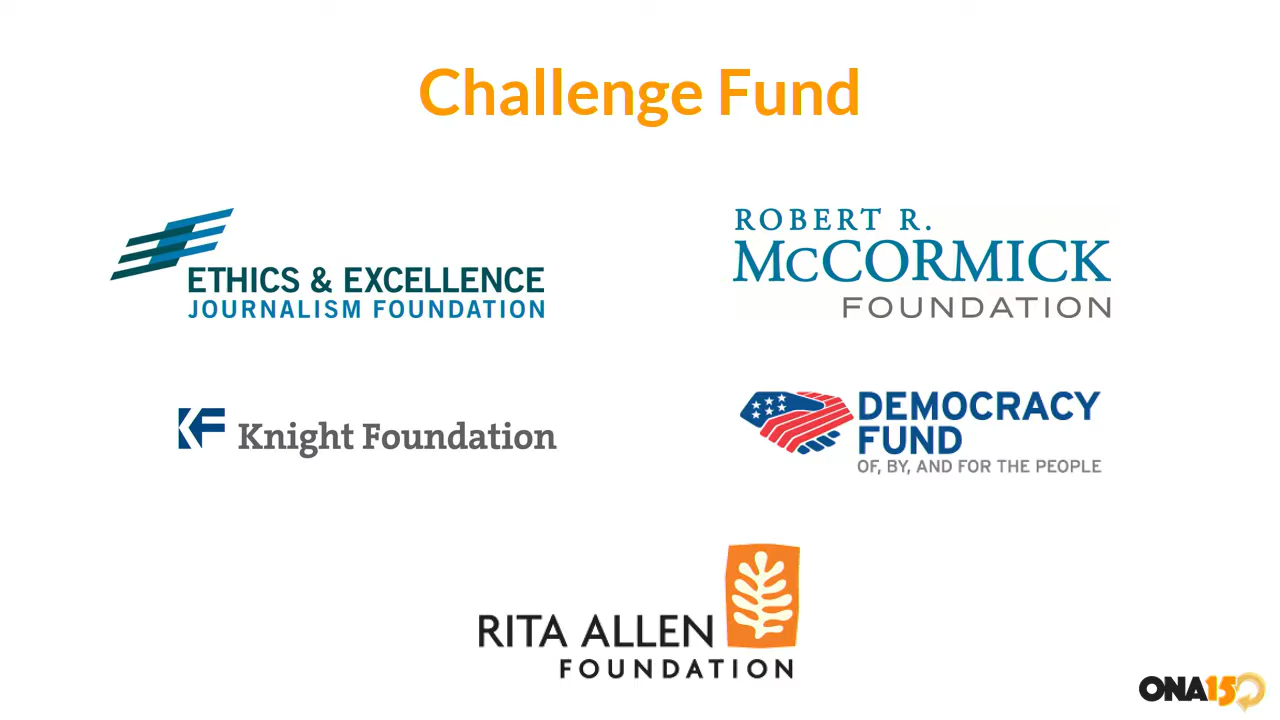 Challenge Fund
ETHICS & EXCELLENCE
JOURNALISM FOUNDATION
ROBERT R.
McCORMICK
FOUNDATION
KF Knight Foundation
DEMOCRACY
FUND
OF, BY, AND FOR THE PEOPLE
RITA ALLEN
FOUNDATION
ONA15